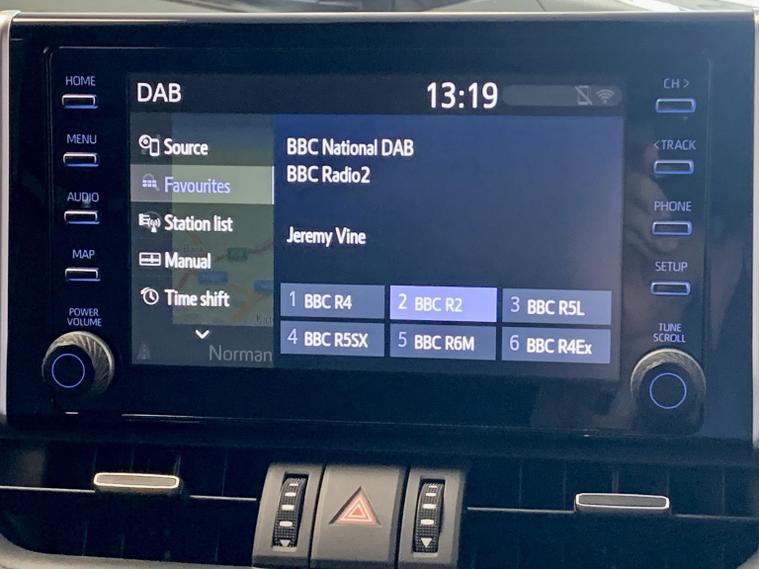 HOME
MENU
AUDIO
MAP
POWER
VOLUME
DAB
13:19
Source
Favourites
Station list
Manual
Time shift
Norman
BBC National DAB
BBC Radio2
Jeremy Vine
1 BBC R4
2 BBC R2
3 BBC R5L
4 BBC R5SX
5 BBC R6M
6 BBC R4Ex
CH >
< TRACK
PHONE
SETUP
TUNE
SCROLL